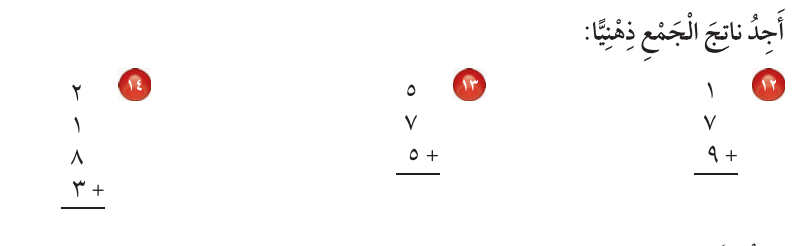 أَجِدُ ناتِجَ الْجَمْعِ ذِهْنِيًّا:
١٢ ١٣ ١٤
١ ٥ ٢
٧ ٧ ١
٩ + ٥ + ٨
٣ +